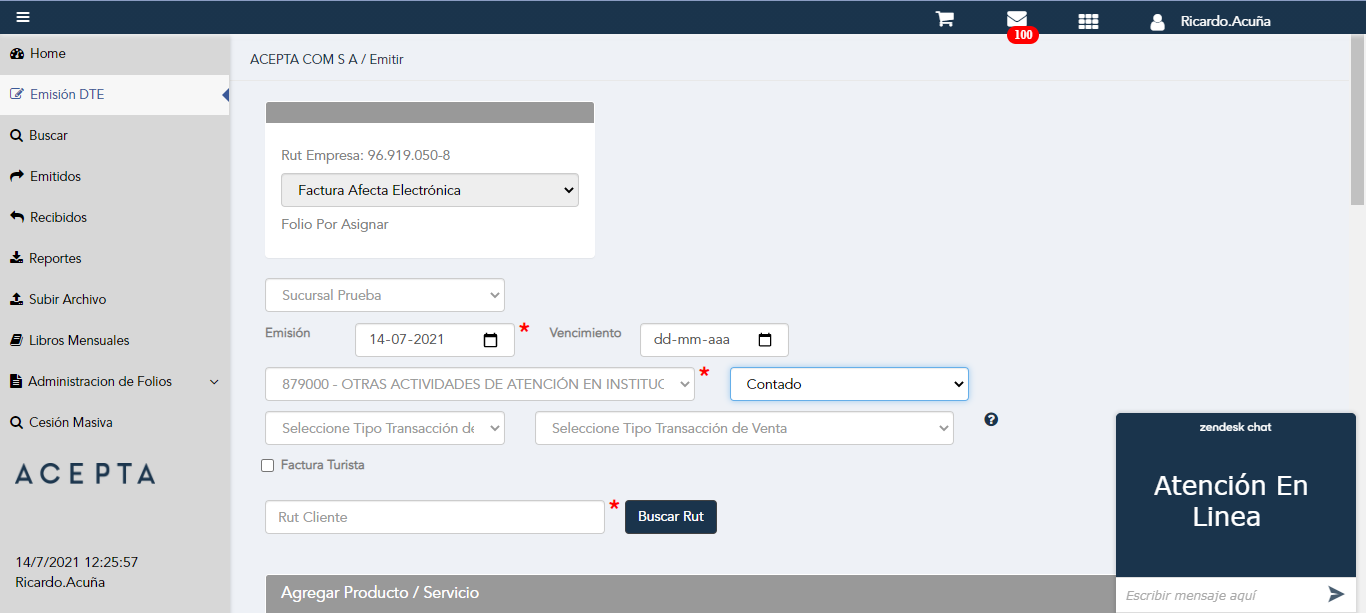 Ricardo.Acuña
100
Home
ACEPTA COM S A / Emitir
Emisión DTE
Buscar
Emitidos
Recibidos
Reportes
Subir Archivo
Libros Mensuales
Administracion de Folios
Cesión Masiva
ACEPTA
14/7/2021 12:25:57
Ricardo.Acuña
Rut Empresa: 96.919.050-8
Factura Afecta Electrónica
Folio Por Asignar
Sucursal Prueba
Emisión 14-07-2021 * Vencimiento dd-mm-aaa
879000 - OTRAS ACTIVIDADES DE ATENCIÓN EN INSTITUC * Contado
Seleccione Tipo Transacción de Seleccione Tipo Transacción de Venta ?
Factura Turista
Rut Cliente * Buscar Rut
Agregar Producto / Servicio
zendesk chat
Atención En
Linea
Escribir mensaje aquí